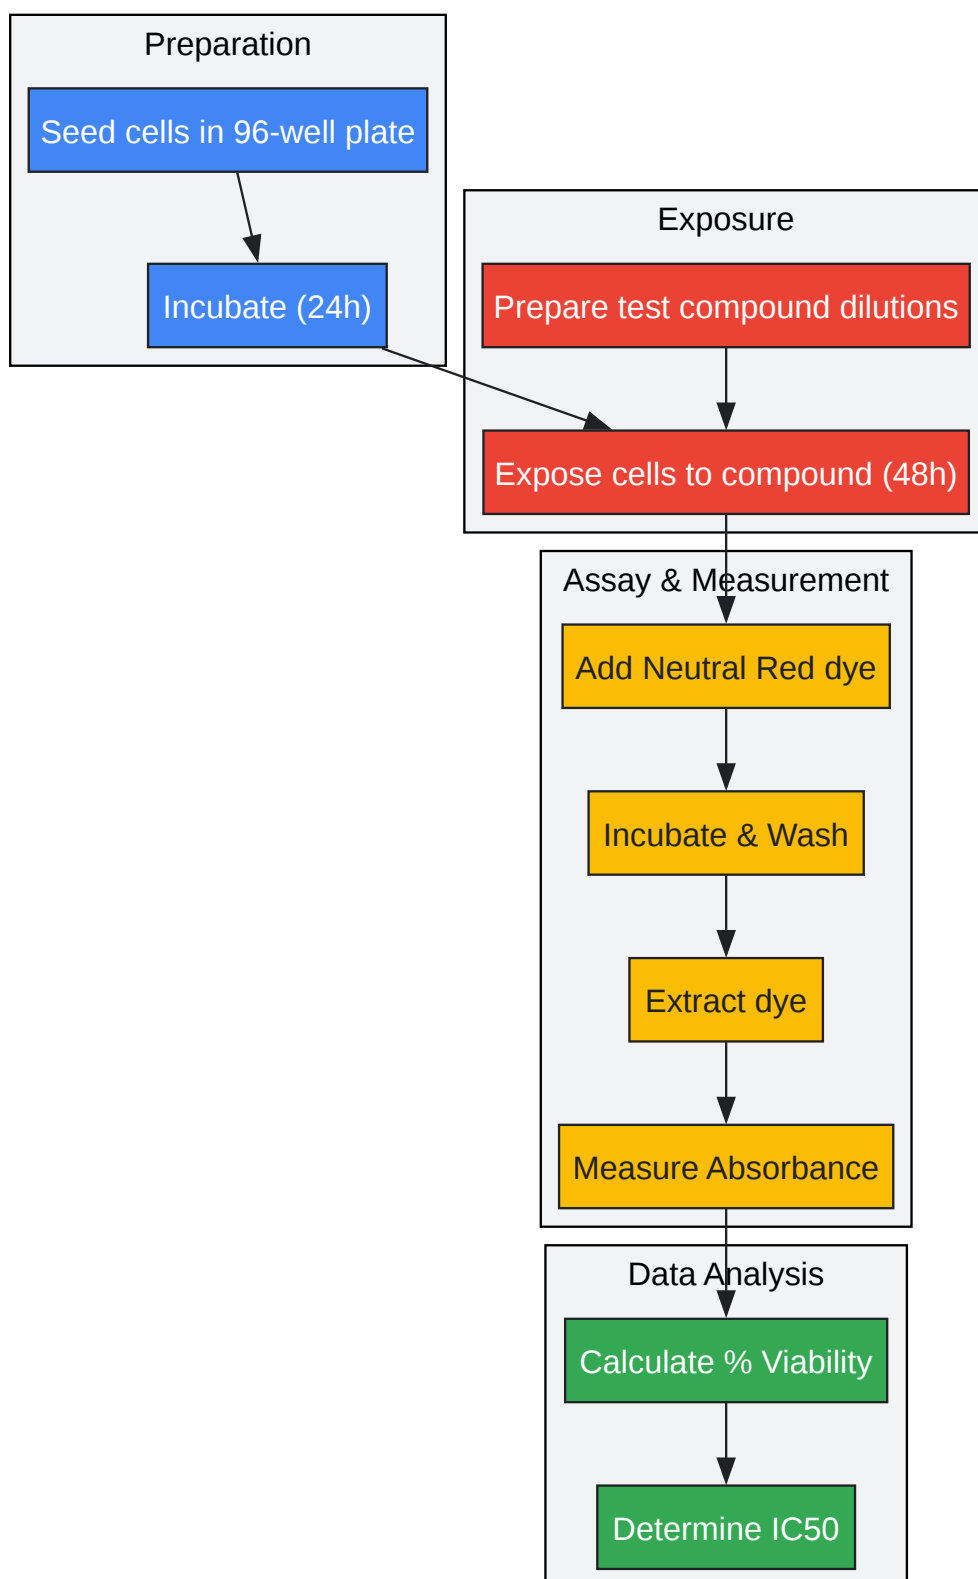 Preparation
Seed cells in 96-well plate
Incubate (24h)
Exposure
Prepare test compound dilutions
Expose cells to compound (48h)
Assay & Measurement
Add Neutral Red dye
Incubate & Wash
Extract dye
Measure Absorbance
Data Analysis
Calculate % Viability
Determine IC50